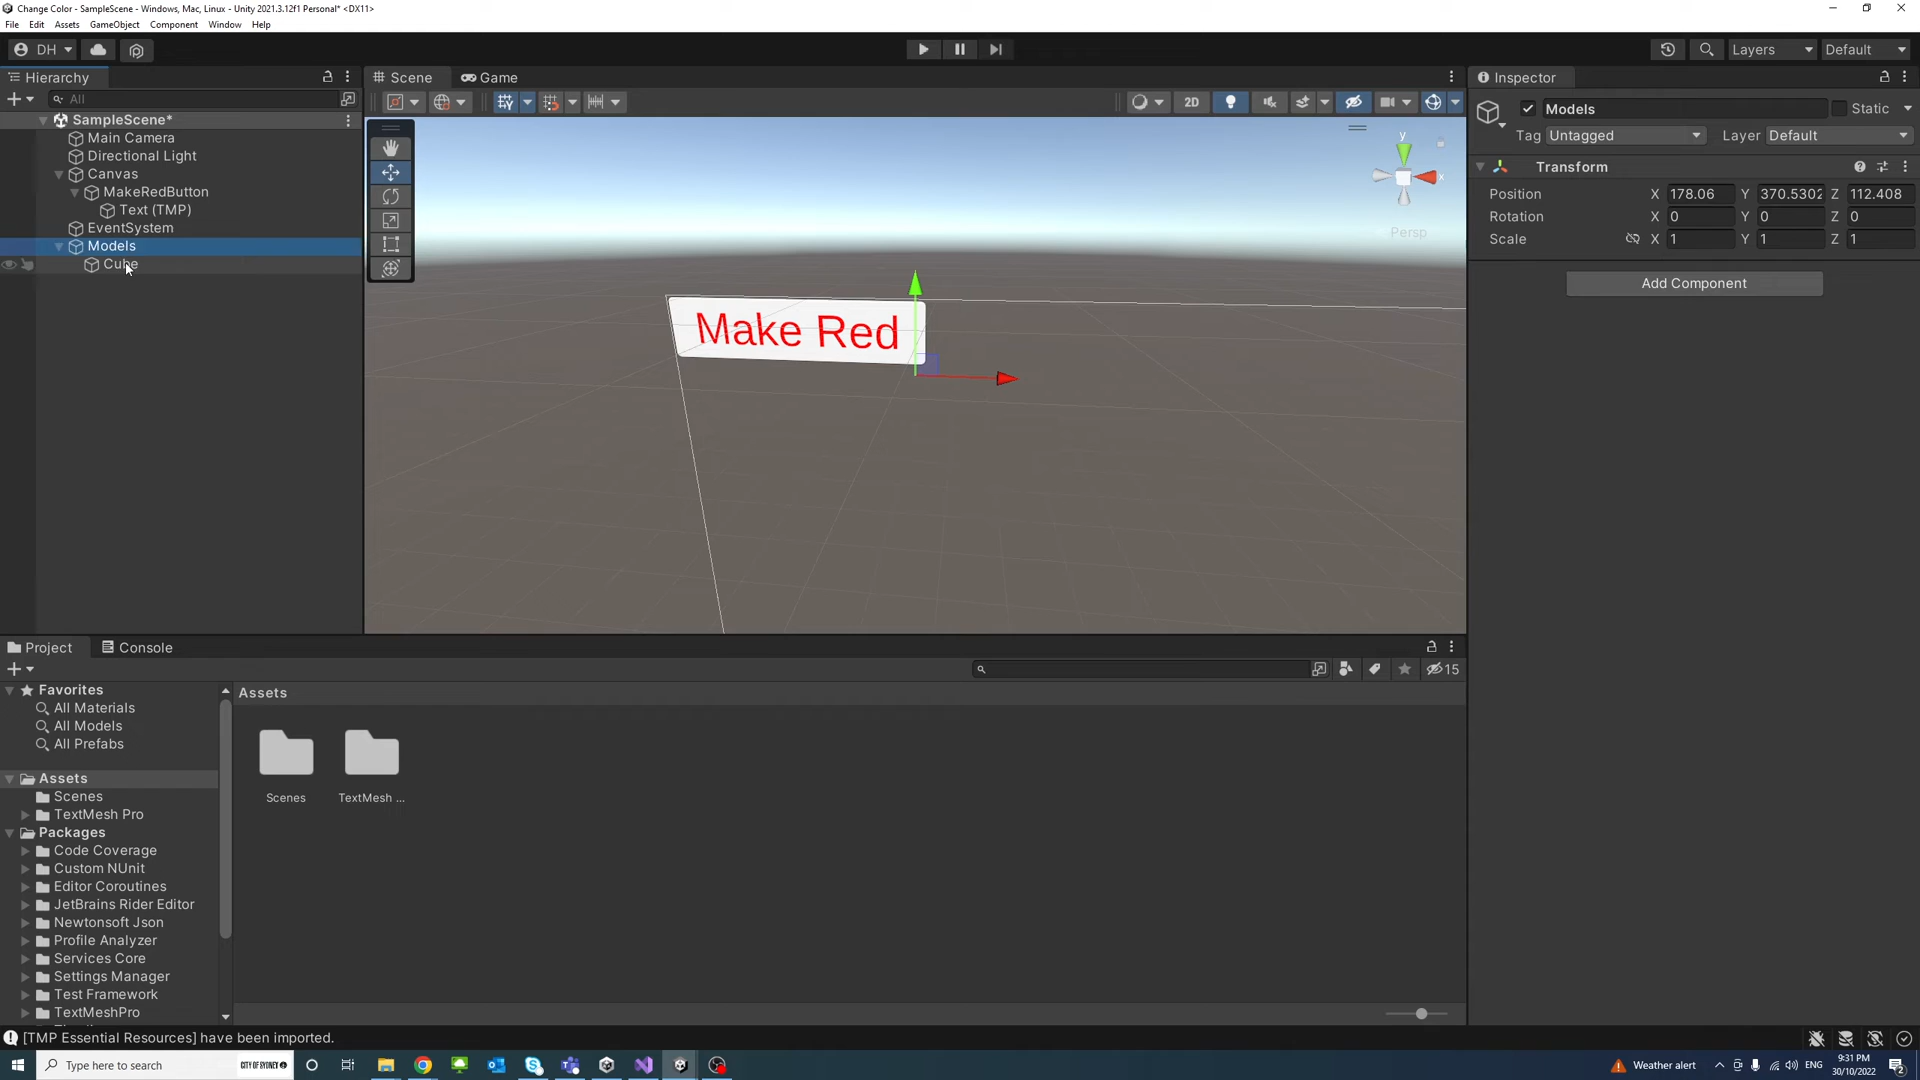 Change Color - SampleScene - Windows, Mac, Linux - Unity 2021.3.12f1 Personal* <DX11>
File Edit Assets GameObject Component Window Help
DH Layers Default
Hierarchy
All
SampleScene*
Main Camera
Directional Light
Canvas
MakeRedButton
Text (TMP)
EventSystem
Models
Cube
Scene Game
2D
y
x
Persp
Make Red
Inspector
Models Static
Tag Untagged Layer Default
Transform
Position X 178.06 Y 370.5302 Z 112.408
Rotation X 0 Y 0 Z 0
Scale X 1 Y 1 Z 1
Add Component
Project Console
15
Favorites
All Materials
All Models
All Prefabs
Assets
Scenes
TextMesh Pro
Packages
Code Coverage
Custom NUnit
Editor Coroutines
JetBrains Rider Editor
Newtonsoft Json
Profile Analyzer
Services Core
Settings Manager
Test Framework
TextMeshPro
Assets
Scenes
TextMesh ...
[TMP Essential Resources] have been imported.
Type here to search
CITY OF SYDNEY
Weather alert
ENG
9:31 PM
30/10/2022
2